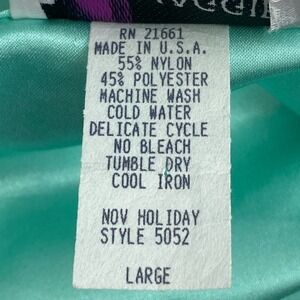 RN 21661
MADE IN U.S.A.
55% NYLON
45% POLYESTER
MACHINE WASH
COLD WATER
DELICATE CYCLE
NO BLEACH
TUMBLE DRY
COOL IRON
NOV HOLIDAY
STYLE 5052
LARGE